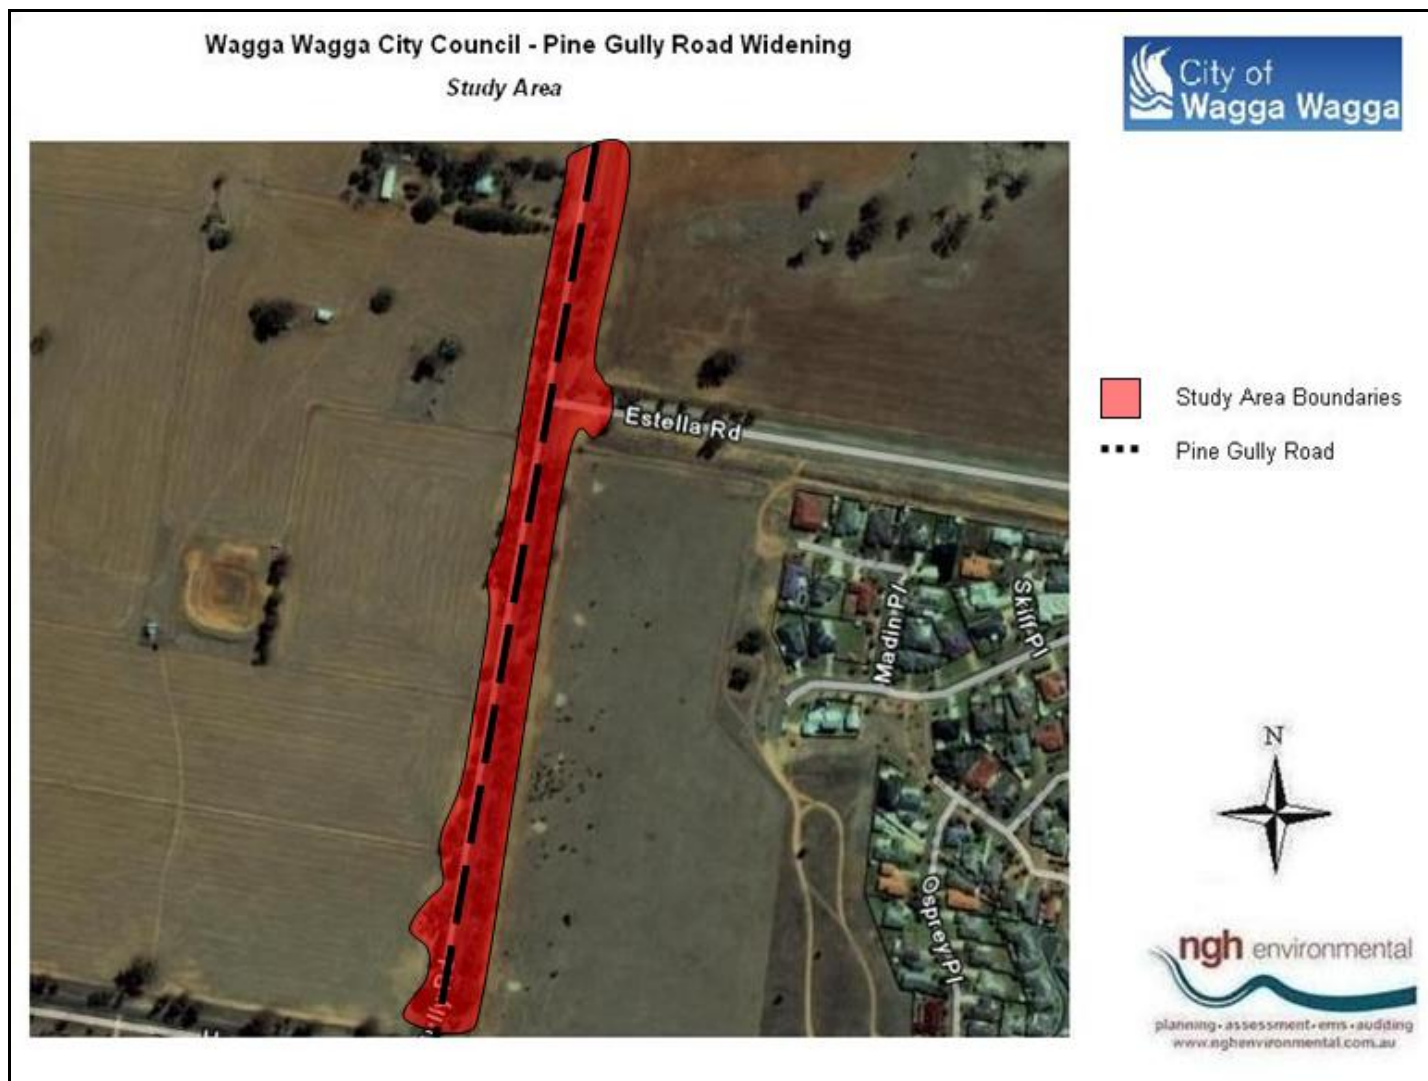 Wagga Wagga City Council - Pine Gully Road Widening
Study Area
City of
Wagga Wagga
Estella Rd
Study Area Boundaries
Pine Gully Road
Madin Pl
Skiff Pl
Osprey Pl
N
ngh environmental
planning • assessment • ems • auditing
www.nghenvironmental.com.au